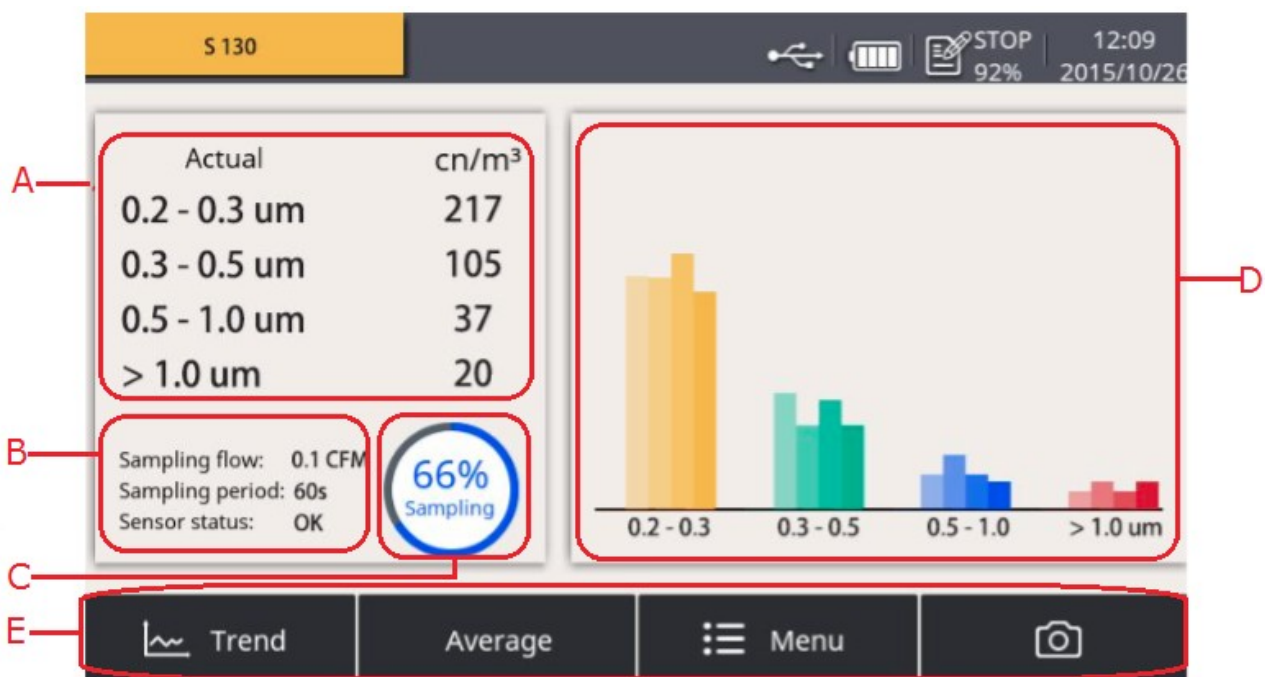 S 130
STOP
92%
12:09
2015/10/26
A
Actual cn/m³
0.2 - 0.3 um 217
0.3 - 0.5 um 105
0.5 - 1.0 um 37
> 1.0 um 20
B
Sampling flow: 0.1 CFM
Sampling period: 60s
Sensor status: OK
66%
Sampling
C
D
0.2 - 0.3 0.3 - 0.5 0.5 - 1.0 > 1.0 um
E
Trend Average Menu